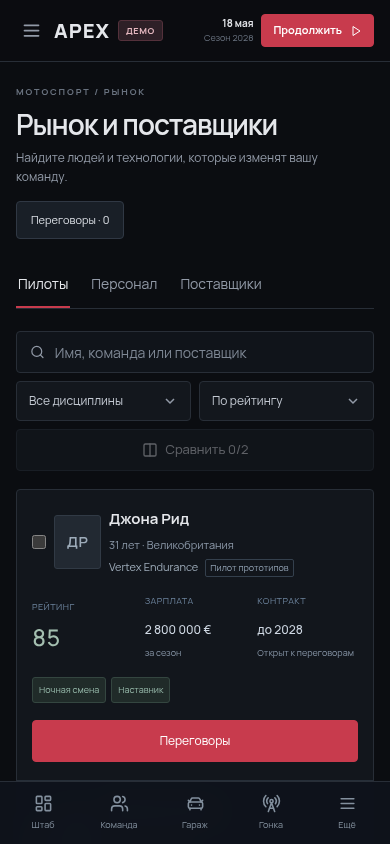 APEX
ДЕМО
18 мая
Сезон 2028
Продолжить
МОТОСПОРТ / РЫНОК
Рынок и поставщики
Найдите людей и технологии, которые изменят вашу
команду.
Переговоры · 0
Пилоты
Персонал
Поставщики
Имя, команда или поставщик
Все дисциплины
По рейтингу
Сравнить 0/2
ДР
Джона Рид
31 лет · Великобритания
Vertex Endurance
Пилот прототипов
РЕЙТИНГ
85
ЗАРПЛАТА
2 800 000 €
за сезон
КОНТРАКТ
до 2028
Открыт к переговорам
Ночная смена
Наставник
Переговоры
Штаб
Команда
Гараж
Гонка
Ещё